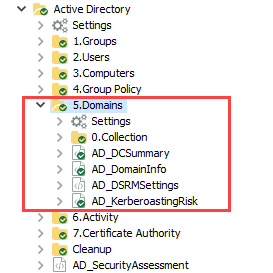 Active Directory
Settings
1.Groups
2.Users
3.Computers
4.Group Policy
5.Domains
Settings
0.Collection
AD_DCSummary
AD_DomainInfo
AD_DSRMSettings
AD_KerberoastingRisk
6.Activity
7.Certificate Authority
Cleanup
AD_SecurityAssessment